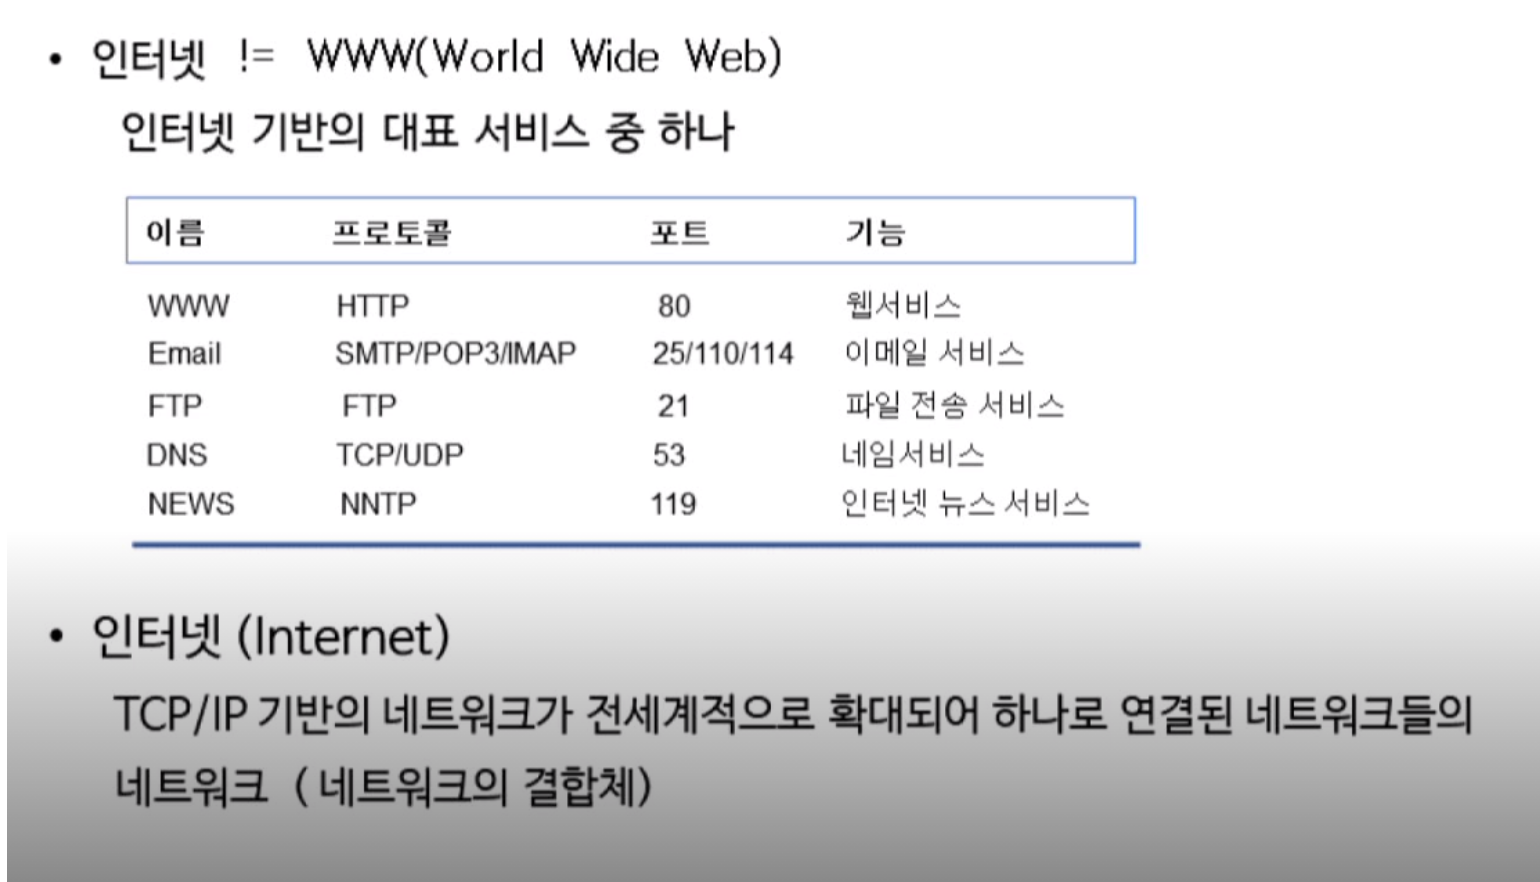 • 인터넷 != WWW(World Wide Web)
인터넷 기반의 대표 서비스 중 하나
이름 프로토콜 포트 기능
WWW HTTP 80 웹서비스
Email SMTP/POP3/IMAP 25/110/114 이메일 서비스
FTP FTP 21 파일 전송 서비스
DNS TCP/UDP 53 네임서비스
NEWS NNTP 119 인터넷 뉴스 서비스
• 인터넷 (Internet)
TCP/IP 기반의 네트워크가 전세계적으로 확대되어 하나로 연결된 네트워크들의
네트워크 ( 네트워크의 결합체)